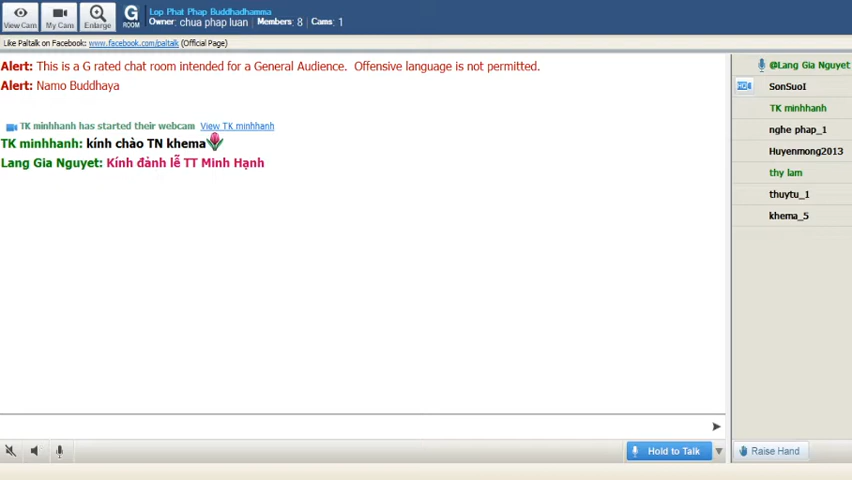 Lop Phat Phap Buddhadhamma
Owner: chua phap luan Members: 8 Cams: 1
View Cam My Cam Enlarge G ROOM
Like Paltalk on Facebook: www.facebook.com/paltalk (Official Page)
Alert: This is a G rated chat room intended for a General Audience. Offensive language is not permitted.
Alert: Namo Buddhaya
TK minhhanh has started their webcam View TK minhhanh
TK minhhanh: kính chào TN khema
Lang Gia Nguyet: Kính đảnh lễ TT Minh Hạnh
@Lang Gia Nguyet
HD SonSuoI
TK minhhanh
nghe phap_1
Huyenmong2013
thy lam
thuytu_1
khema_5
Hold to Talk
Raise Hand